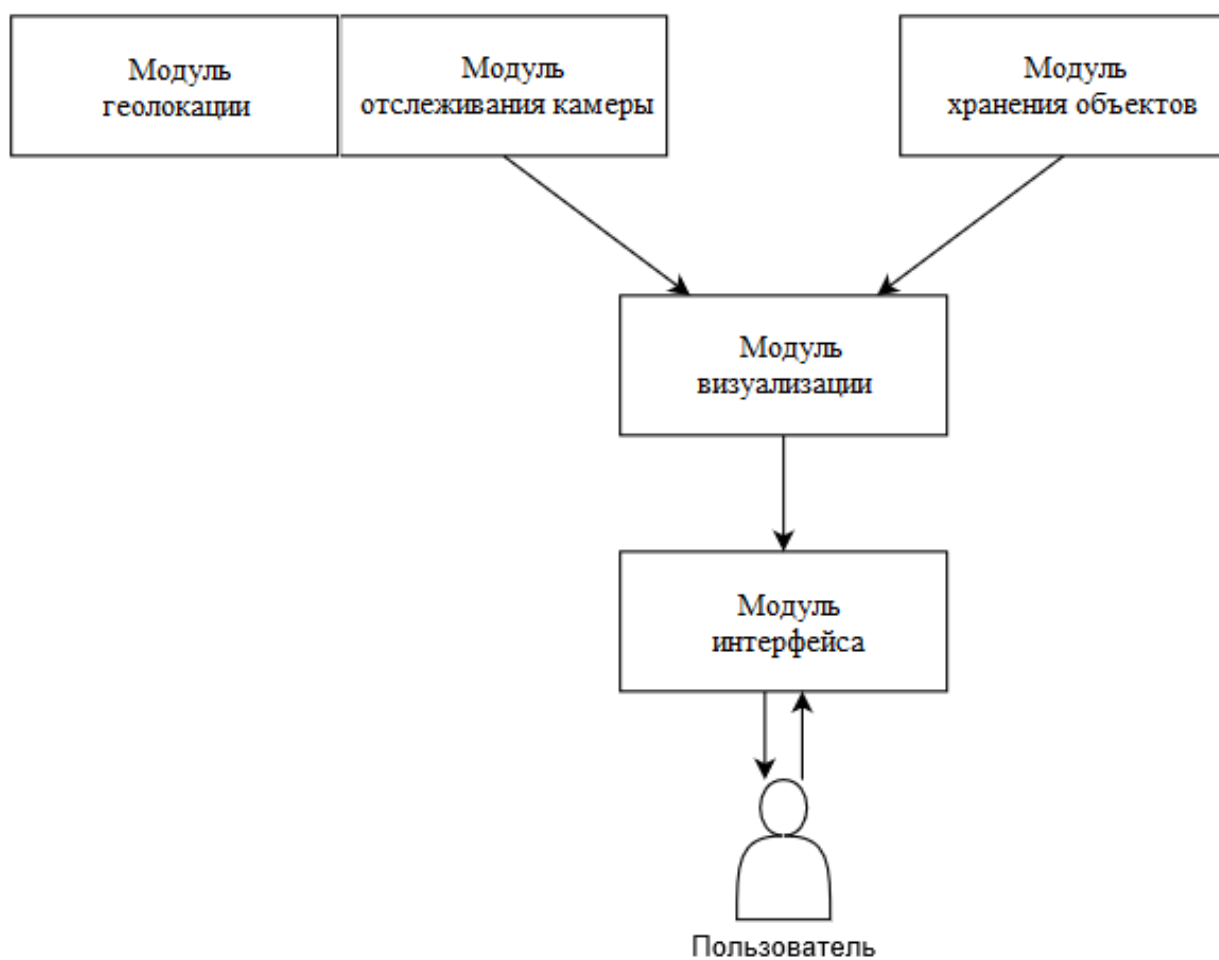 Модуль
геолокации
Модуль
отслеживания камеры
Модуль
хранения объектов
Модуль
визуализации
Модуль
интерфейса
Пользователь